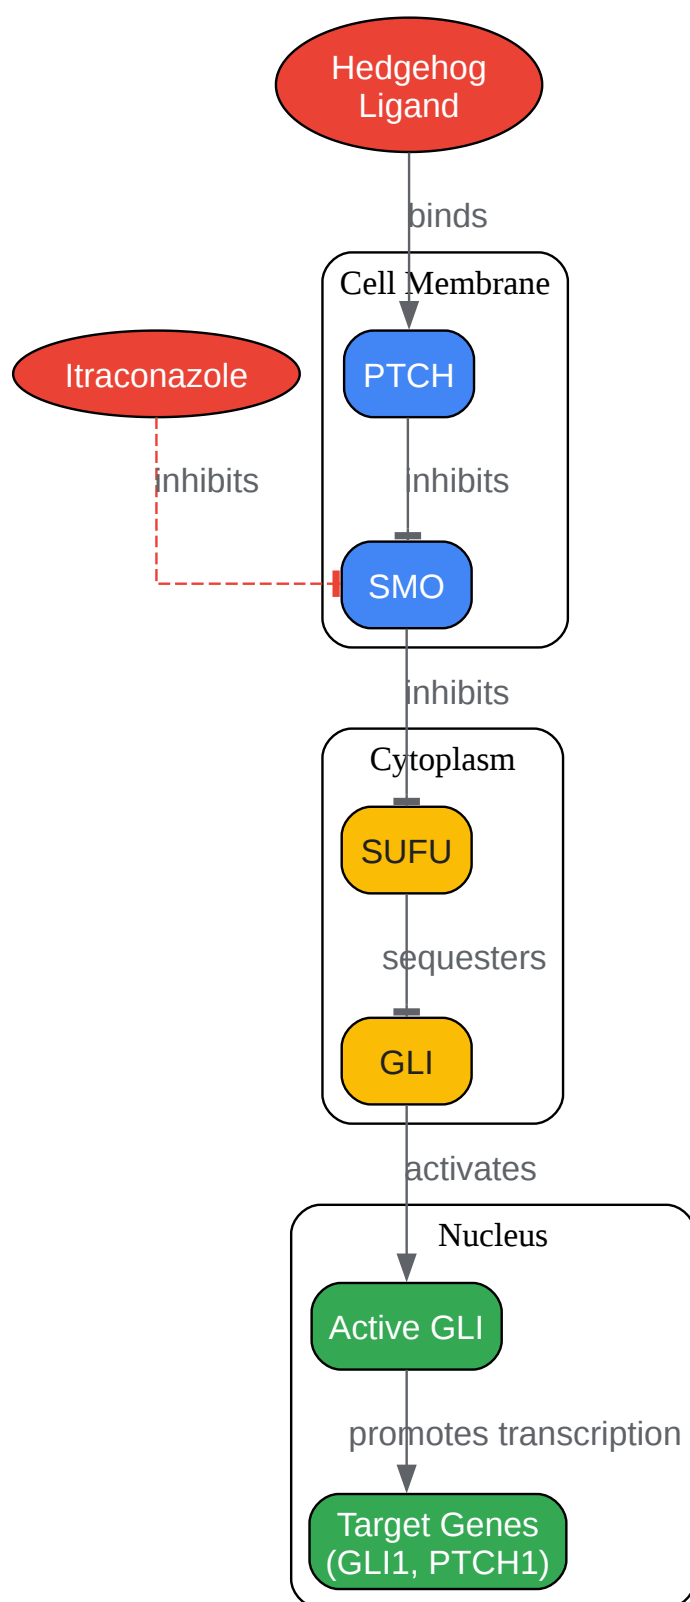 Hedgehog
Ligand
binds
Cell Membrane
Itraconazole
PTCH
inhibits
inhibits
SMO
inhibits
Cytoplasm
SUFU
sequesters
GLI
activates
Nucleus
Active GLI
promotes transcription
Target Genes
(GLI1, PTCH1)